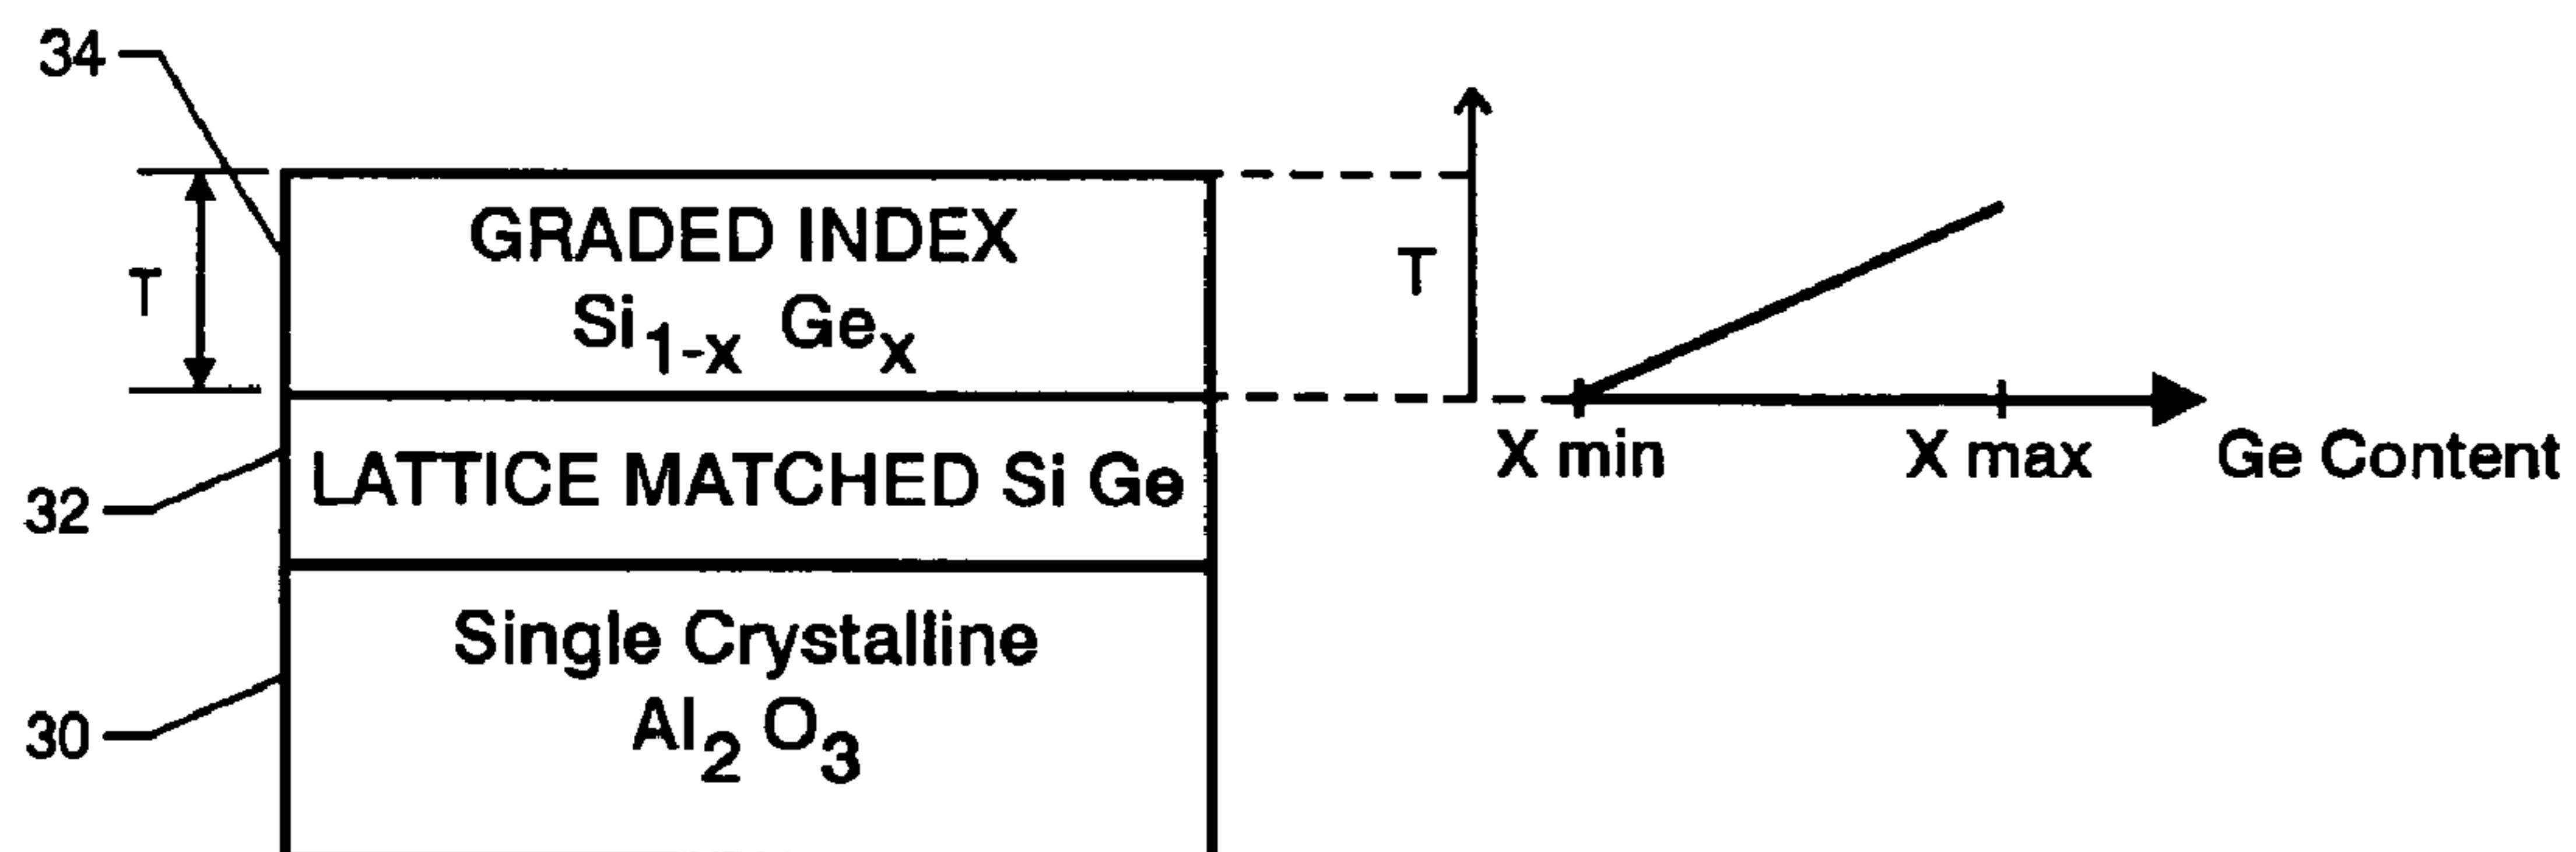 34
GRADED INDEX
Si1-x Gex
T
T
X min
X max
Ge Content
32
LATTICE MATCHED Si Ge
Single Crystalline
Al2 O3
30